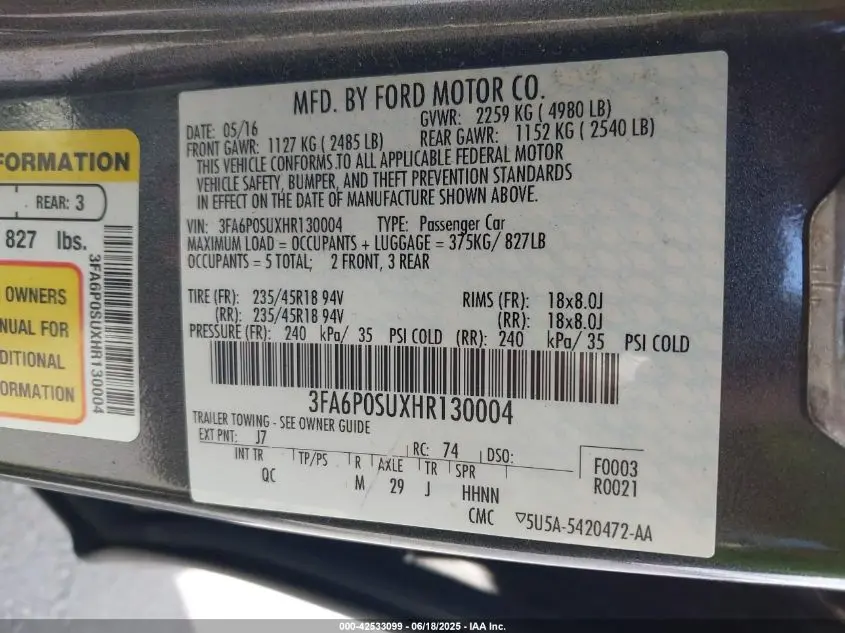 FORMATION
REAR: 3
827 lbs.
3FA6P0SUXHR130004
OWNERS
NUAL FOR
DITIONAL
ORMATION
MFD. BY FORD MOTOR CO.
DATE: 05/16 GVWR: 2259 KG ( 4980 LB)
FRONT GAWR: 1127 KG ( 2485 LB) REAR GAWR: 1152 KG ( 2540 LB)
THIS VEHICLE CONFORMS TO ALL APPLICABLE FEDERAL MOTOR
VEHICLE SAFETY, BUMPER, AND THEFT PREVENTION STANDARDS
IN EFFECT ON THE DATE OF MANUFACTURE SHOWN ABOVE.
VIN: 3FA6P0SUXHR130004 TYPE: Passenger Car
MAXIMUM LOAD = OCCUPANTS + LUGGAGE = 375KG/ 827LB
OCCUPANTS = 5 TOTAL; 2 FRONT, 3 REAR
TIRE (FR): 235/45R18 94V RIMS (FR): 18x8.0J
(RR): 235/45R18 94V (RR): 18x8.0J
PRESSURE (FR): 240 kPa/ 35 PSI COLD (RR): 240 kPa/ 35 PSI COLD
3FA6P0SUXHR130004
TRAILER TOWING - SEE OWNER GUIDE
EXT PNT: J7 RC: 74 DSO:
INT TR TP/PS R AXLE TR SPR F0003
QC M 29 J HHNN R0021
CMC ▽5U5A-5420472-AA
000-42533099 - 06/18/2025 - IAA Inc.